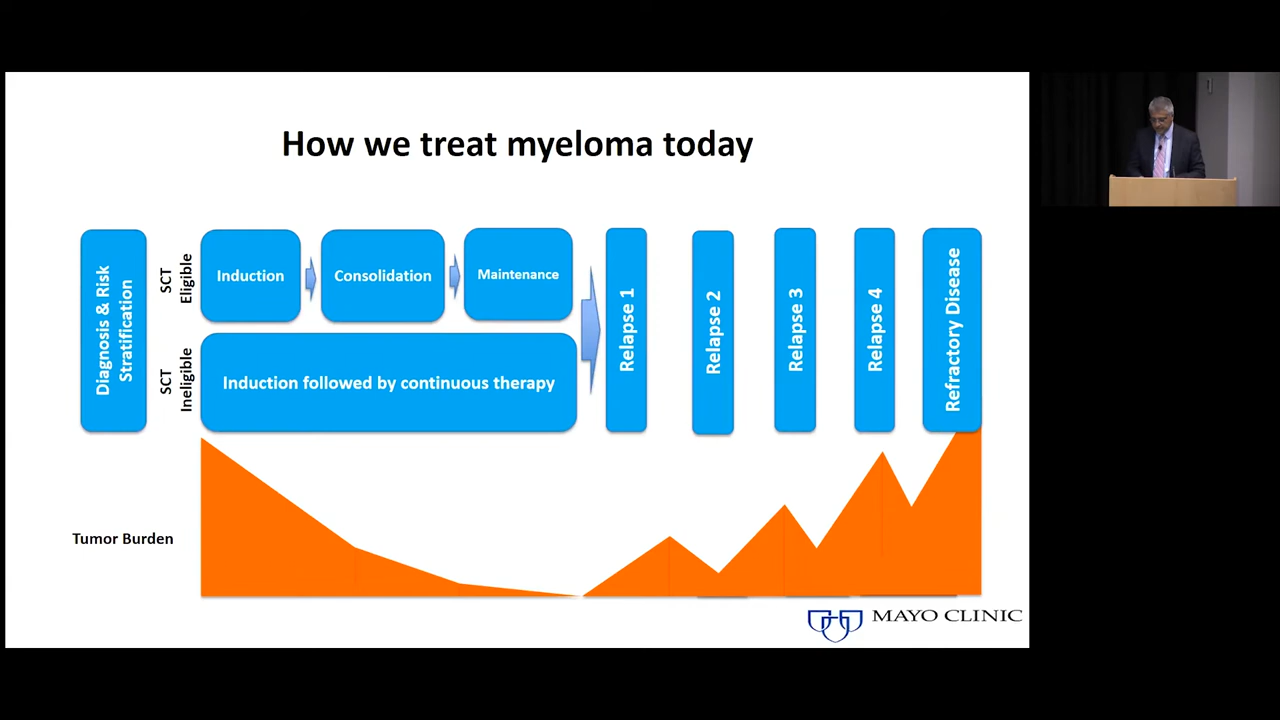 How we treat myeloma today
Diagnosis & Risk
Stratification
SCT
Eligible
Induction
Consolidation
Maintenance
SCT
Ineligible
Induction followed by continuous therapy
Relapse 1
Relapse 2
Relapse 3
Relapse 4
Refractory Disease
Tumor Burden
MAYO CLINIC